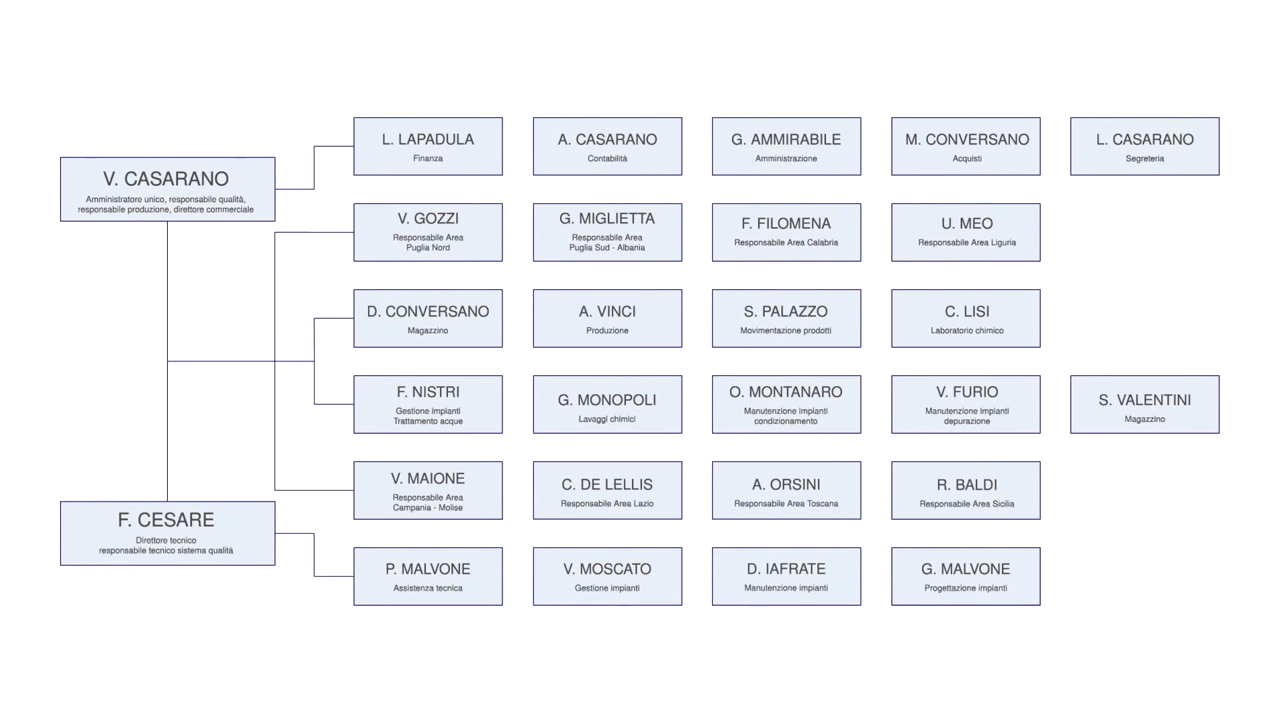 V. CASARANO
Amministratore unico, responsabile qualità,
responsabile produzione, direttore commerciale
L. LAPADULA
Finanza
A. CASARANO
Contabilità
G. AMMIRABILE
Amministrazione
M. CONVERSANO
Acquisti
L. CASARANO
Segreteria
V. GOZZI
Responsabile Area
Puglia Nord
G. MIGLIETTA
Responsabile Area
Puglia Sud - Albania
F. FILOMENA
Responsabile Area Calabria
U. MEO
Responsabile Area Liguria
D. CONVERSANO
Magazzino
A. VINCI
Produzione
S. PALAZZO
Movimentazione prodotti
C. LISI
Laboratorio chimico
F. NISTRI
Gestione impianti
Trattamento acque
G. MONOPOLI
Lavaggi chimici
O. MONTANARO
Manutenzione impianti
condizionamento
V. FURIO
Manutenzione impianti
depurazione
S. VALENTINI
Magazzino
V. MAIONE
Responsabile Area
Campania - Molise
C. DE LELLIS
Responsabile Area Lazio
A. ORSINI
Responsabile Area Toscana
R. BALDI
Responsabile Area Sicilia
F. CESARE
Direttore tecnico
responsabile tecnico sistema qualità
P. MALVONE
Assistenza tecnica
V. MOSCATO
Gestione impianti
D. IAFRATE
Manutenzione impianti
G. MALVONE
Progettazione impianti